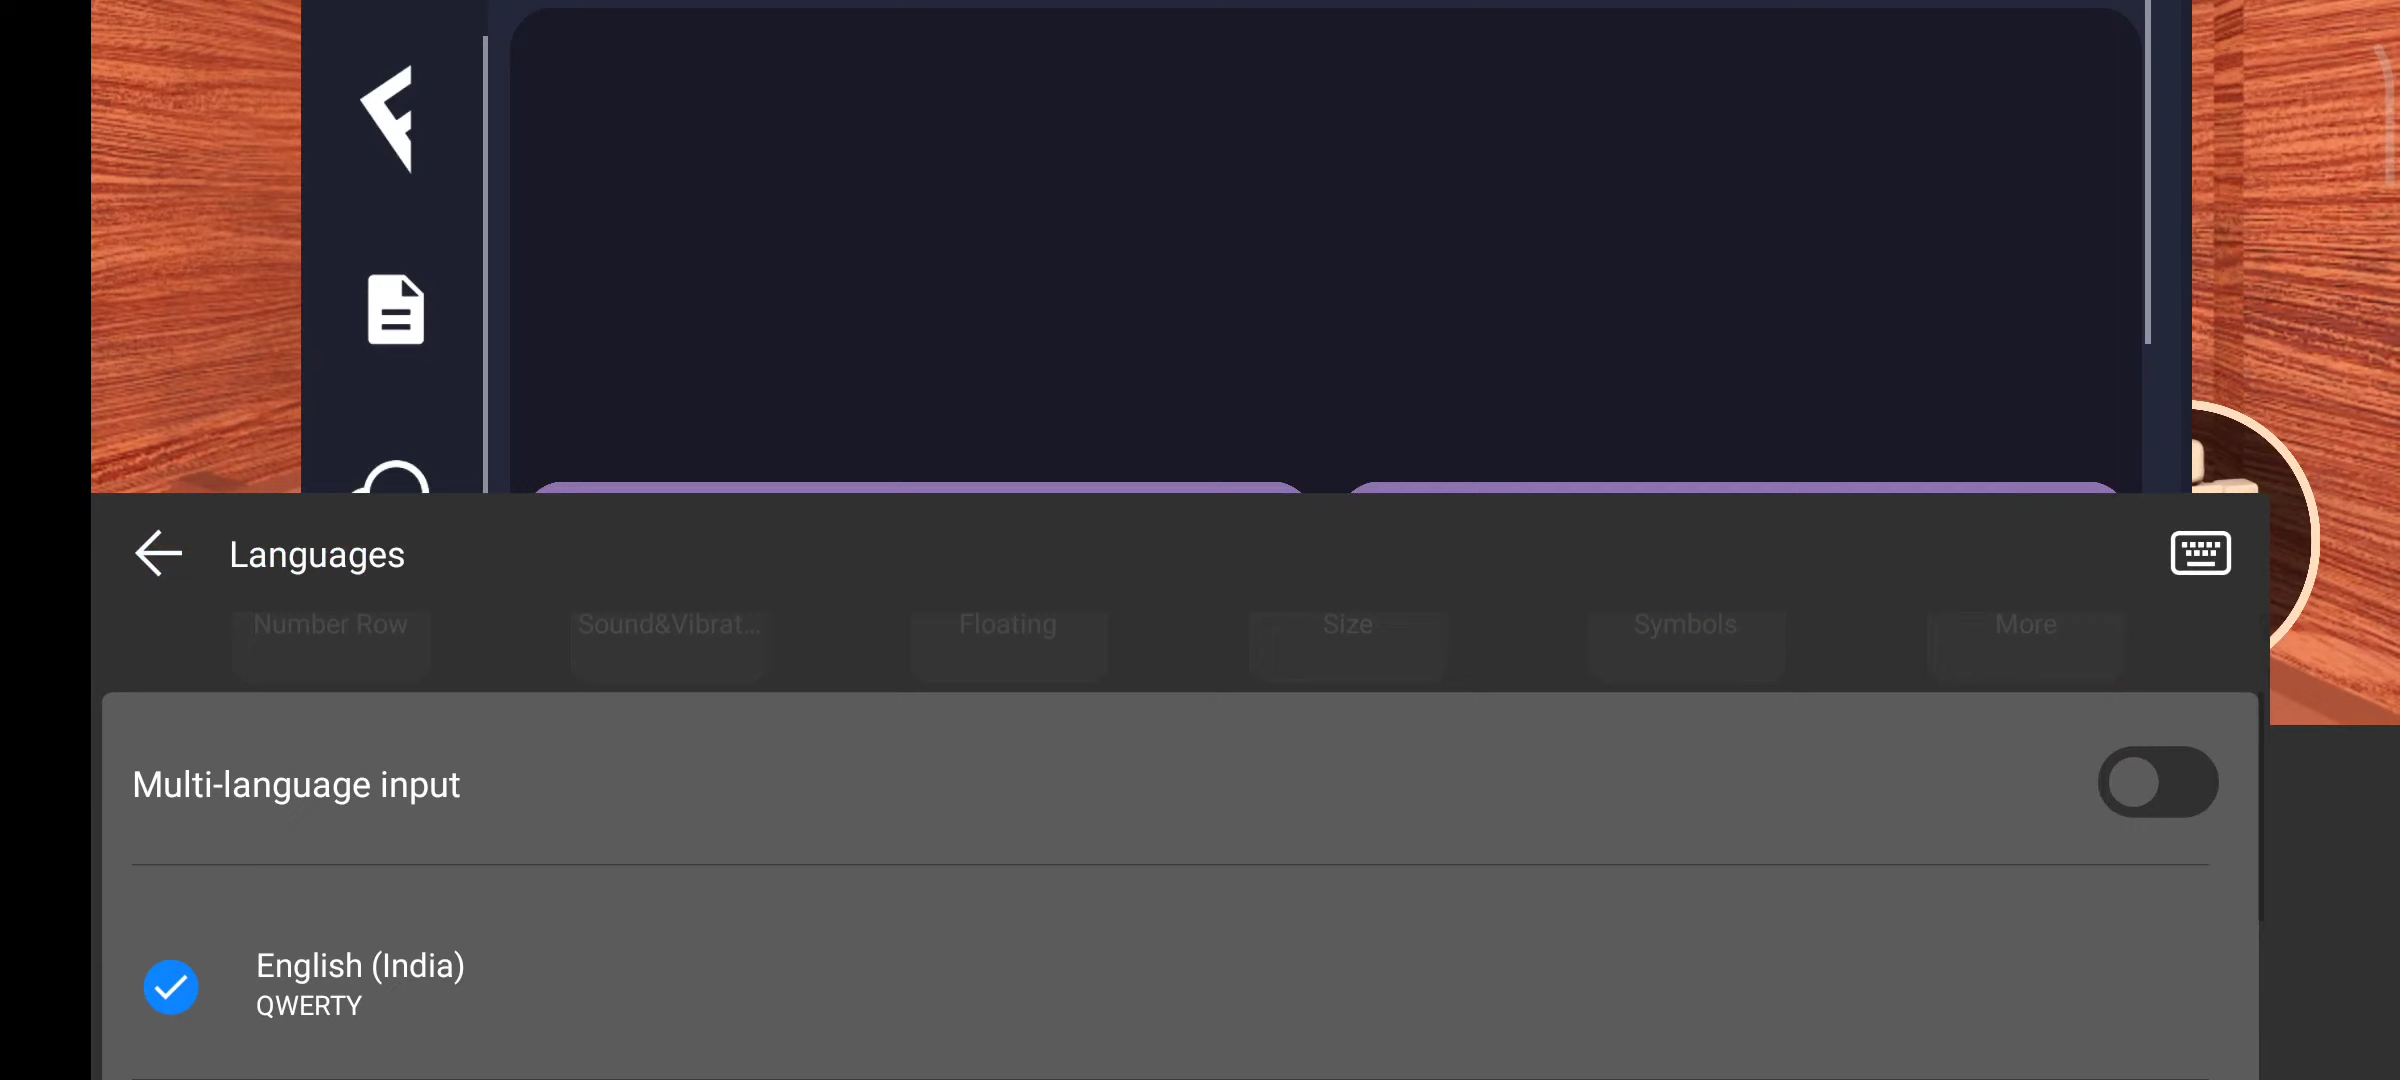 Languages
Number Row Sound&Vibrat... Floating Size Symbols More
Multi-language input
English (India)
QWERTY